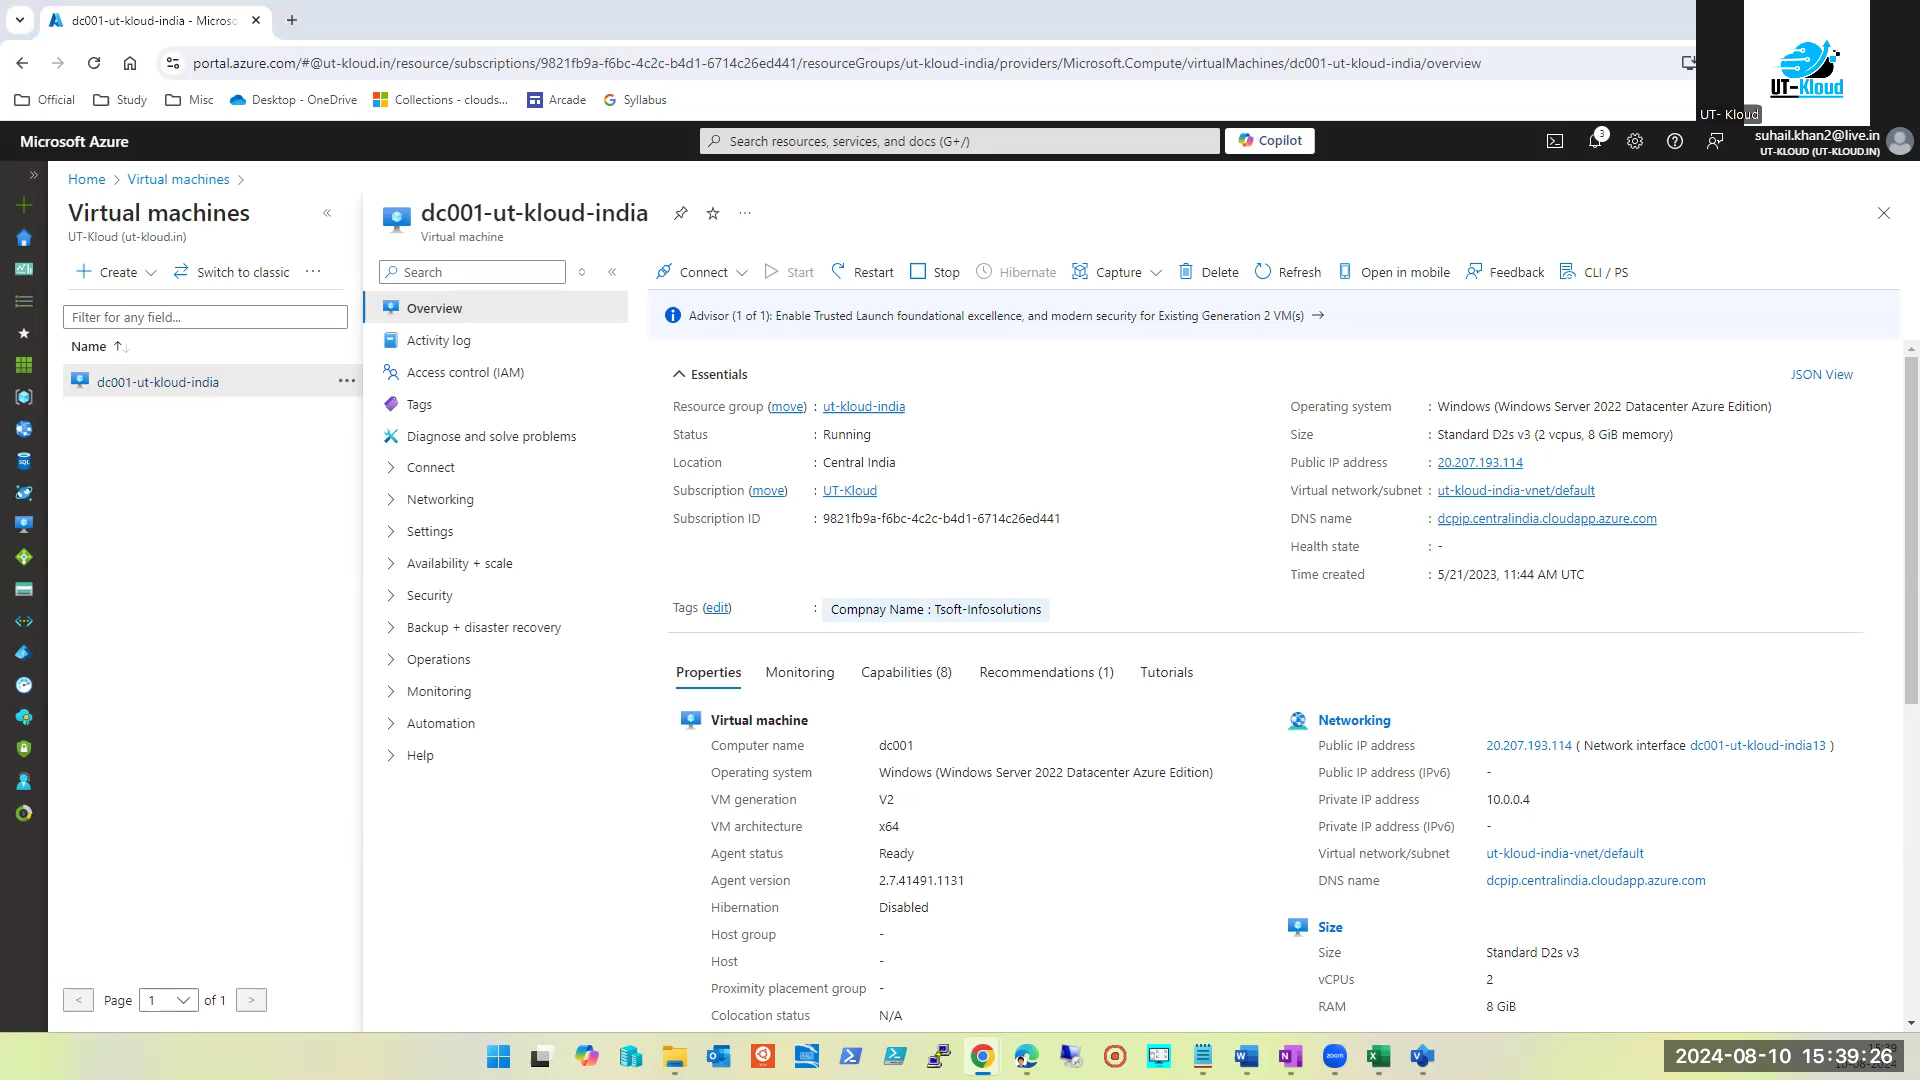 dc001-ut-kloud-india - Microso
portal.azure.com/#@ut-kloud.in/resource/subscriptions/9821fb9a-f6bc-4c2c-b4d1-6714c26ed441/resourceGroups/ut-kloud-india/providers/Microsoft.Compute/virtualMachines/dc001-ut-kloud-india/overview
Official Study Misc Desktop - OneDrive Collections - clouds... Arcade Syllabus
UT-Kloud
UT- Kloud
Microsoft Azure
Search resources, services, and docs (G+/)
Copilot
3
suhail.khan2@live.in
UT-KLOUD (UT-KLOUD.IN)
Home > Virtual machines >
Virtual machines
UT-Kloud (ut-kloud.in)
Create Switch to classic ...
Filter for any field...
Name
dc001-ut-kloud-india ...
< Page 1 of 1 >
dc001-ut-kloud-india ...
Virtual machine
Search
Overview
Activity log
Access control (IAM)
Tags
Diagnose and solve problems
Connect
Networking
Settings
Availability + scale
Security
Backup + disaster recovery
Operations
Monitoring
Automation
Help
Connect Start Restart Stop Hibernate Capture Delete Refresh Open in mobile Feedback CLI / PS
Advisor (1 of 1): Enable Trusted Launch foundational excellence, and modern security for Existing Generation 2 VM(s) →
Essentials
JSON View
Resource group (move) : ut-kloud-india
Status : Running
Location : Central India
Subscription (move) : UT-Kloud
Subscription ID : 9821fb9a-f6bc-4c2c-b4d1-6714c26ed441
Operating system : Windows (Windows Server 2022 Datacenter Azure Edition)
Size : Standard D2s v3 (2 vcpus, 8 GiB memory)
Public IP address : 20.207.193.114
Virtual network/subnet : ut-kloud-india-vnet/default
DNS name : dcpip.centralindia.cloudapp.azure.com
Health state : -
Time created : 5/21/2023, 11:44 AM UTC
Tags (edit) : Compnay Name : Tsoft-Infosolutions
Properties Monitoring Capabilities (8) Recommendations (1) Tutorials
Virtual machine
Computer name dc001
Operating system Windows (Windows Server 2022 Datacenter Azure Edition)
VM generation V2
VM architecture x64
Agent status Ready
Agent version 2.7.41491.1131
Hibernation Disabled
Host group -
Host -
Proximity placement group -
Colocation status N/A
Networking
Public IP address 20.207.193.114 ( Network interface dc001-ut-kloud-india13 )
Public IP address (IPv6) -
Private IP address 10.0.0.4
Private IP address (IPv6) -
Virtual network/subnet ut-kloud-india-vnet/default
DNS name dcpip.centralindia.cloudapp.azure.com
Size
Size Standard D2s v3
vCPUs 2
RAM 8 GiB
2024-08-10 15:39:26